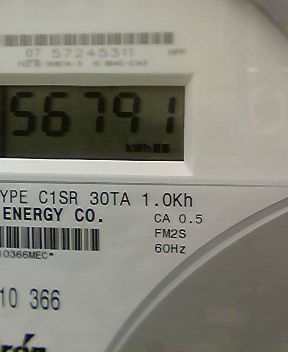 07 57245311
56791
kWh
YPE C1SR 30TA 1.0Kh
ENERGY CO.
CA 0.5
FM2S
60Hz
10366MEC*
10 366